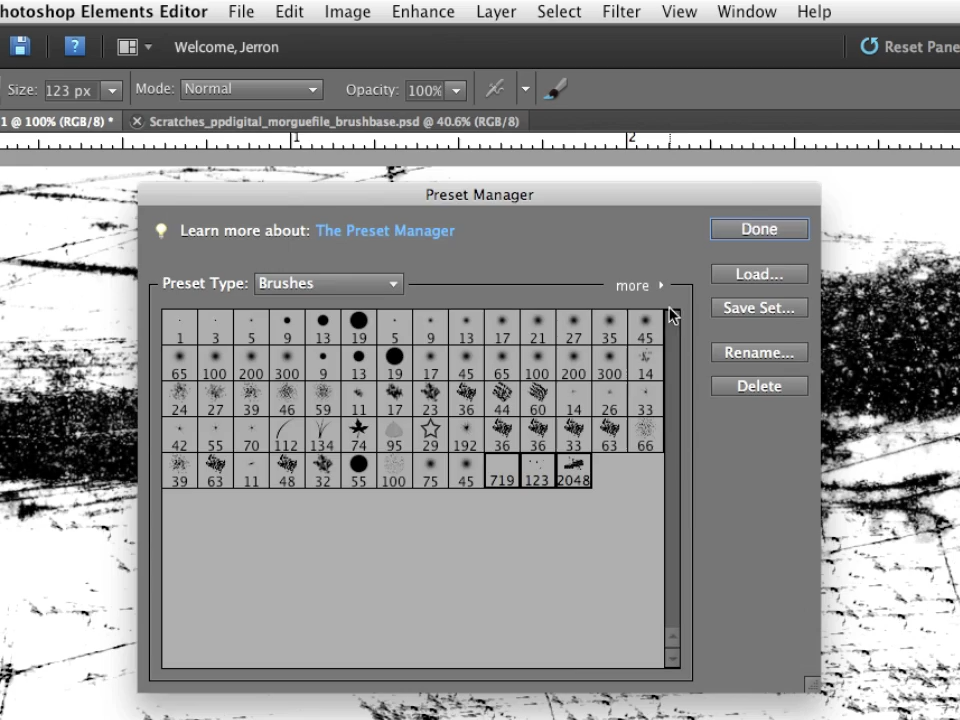 hotoshop Elements Editor File Edit Image Enhance Layer Select Filter View Window Help
? Welcome, Jerron Reset Pane
Size: 123 px Mode: Normal Opacity: 100%
1 @ 100% (RGB/8) * Scratches_ppdigital_morguefile_brushbase.psd @ 40.6% (RGB/8)
1 2
Preset Manager
Learn more about: The Preset Manager
Done
Preset Type: Brushes more
Load...
Save Set...
Rename...
Delete
1 3 5 9 13 19 5 9 13 17 21 27 35 45
65 100 200 300 9 13 19 17 45 65 100 200 300 14
24 27 39 46 59 11 17 23 36 44 60 14 26 33
42 55 70 112 134 74 95 29 192 36 36 33 63 66
39 63 11 48 32 55 100 75 45 719 123 2048